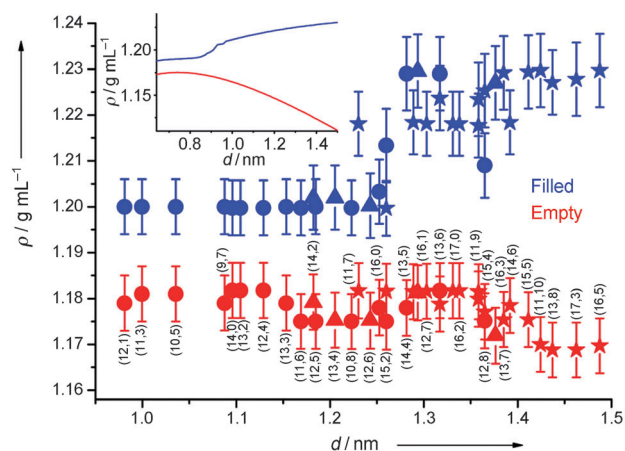 1.24
1.23
1.22
1.21
1.20
1.19
1.18
1.17
1.16
ρ / g mL⁻¹
1.20
1.15
ρ / g mL⁻¹
0.8 1.0 1.2 1.4
d / nm
Filled
Empty
(9,7) (14,2) (11,7) (16,0) (13,5) (16,1) (13,6) (17,0) (11,9) (15,4) (16,3) (14,6) (15,5) (11,10) (13,8) (17,3) (16,5)
(12,1) (11,3) (10,5) (14,0) (13,2) (12,4) (13,3) (11,6) (12,5) (13,4) (10,8) (12,6) (15,2) (14,4) (12,7) (16,2) (12,8) (13,7)
1.0 1.1 1.2 1.3 1.4 1.5
d / nm